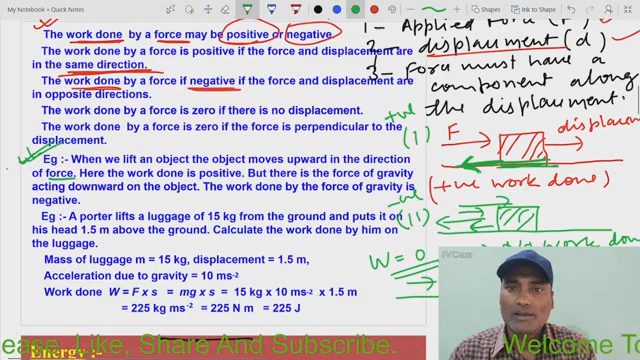 The work done by a force may be positive or negative.
The work done by a force is positive if the force and displacement are
in the same direction.
The work done by a force if negative if the force and displacement are
in opposite directions.
The work done by a force is zero if there is no displacement.
The work done by a force is zero if the force is perpendicular to the
displacement.
Eg :- When we lift an object the object moves upward in the direction
of force. Here the work done is positive. But there is the force of gravity
acting downward on the object. The work done by the force of gravity is
negative.
Eg :- A porter lifts a luggage of 15 kg from the ground and puts it on
his head 1.5 m above the ground. Calculate the work done by him on
the luggage.
Mass of luggage m = 15 kg, displacement = 1.5 m,
Acceleration due to gravity = 10 ms-2
Work done W = F x s = mg x s = 15 kg x 10 ms-2 x 1.5 m
= 225 kg ms-2 = 225 N m = 225 J
Energy :-
1 - Applied Force (F)
2 - displaument (d)
3 - Force must have a
component along
the displaument.
+ve
(1)
F
displacem
(+ve work done)
-ve
(11)
work don
W = 0
IVCom
ease, Like, Share And Subscribe.
Welcome To